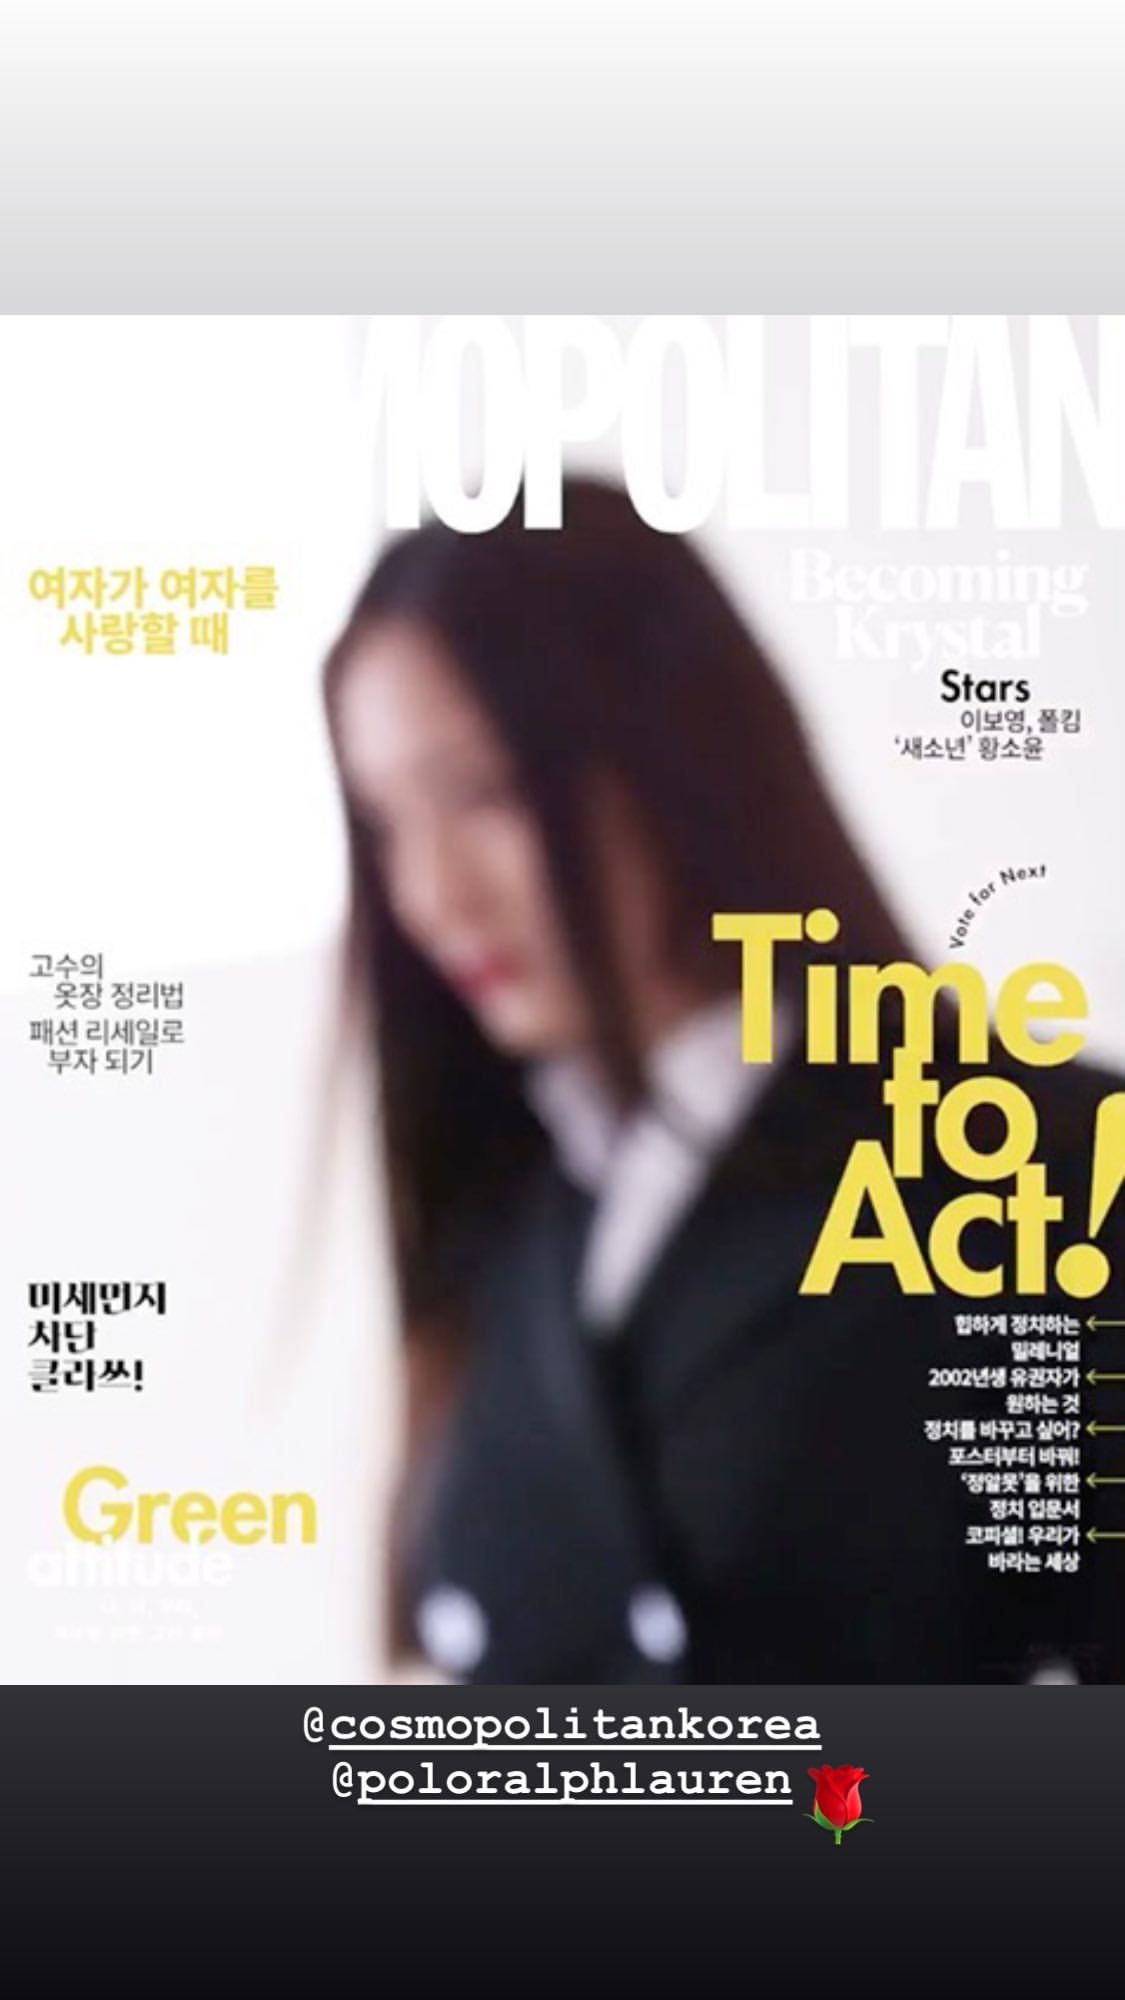 MOPOLITAN
여자가 여자를
사랑할 때
Becoming
Krystal
Stars
이보영, 폴킴
‘새소년’ 황소윤
Vote for Next
Time
to
Act!
고수의
옷장 정리법
패션 리세일로
부자 되기
미세먼지
차단
클라쓰!
힙하게 정치하는
밀레니얼
2002년생 유권자가
원하는 것
정치를 바꾸고 싶어?
포스터부터 바꿔!
‘정알못’을 위한
정치 입문서
코피셜! 우리가
바라는 세상
Green
attitude
@cosmopolitankorea
@poloralphlauren